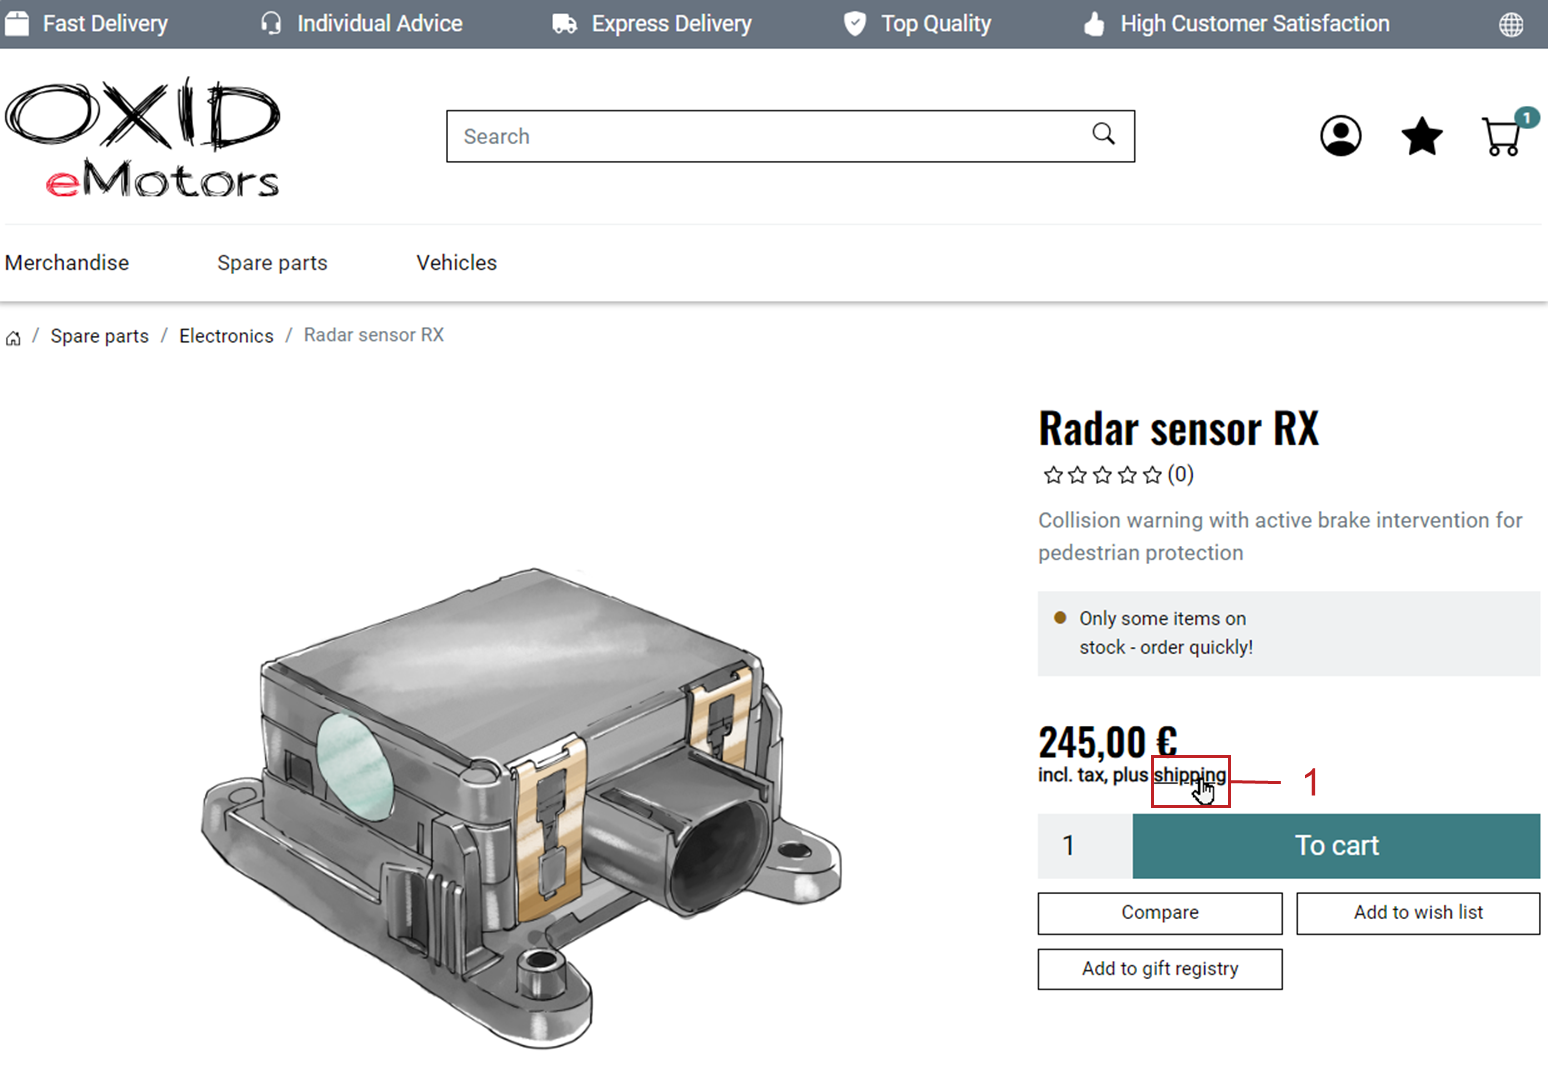 Fast Delivery
Individual Advice
Express Delivery
Top Quality
High Customer Satisfaction
OXID
eMotors
Search
1
Merchandise
Spare parts
Vehicles
/ Spare parts / Electronics / Radar sensor RX
Radar sensor RX
(0)
Collision warning with active brake intervention for
pedestrian protection
Only some items on
stock - order quickly!
245,00 €
incl. tax, plus shipping
1
1
To cart
Compare
Add to wish list
Add to gift registry